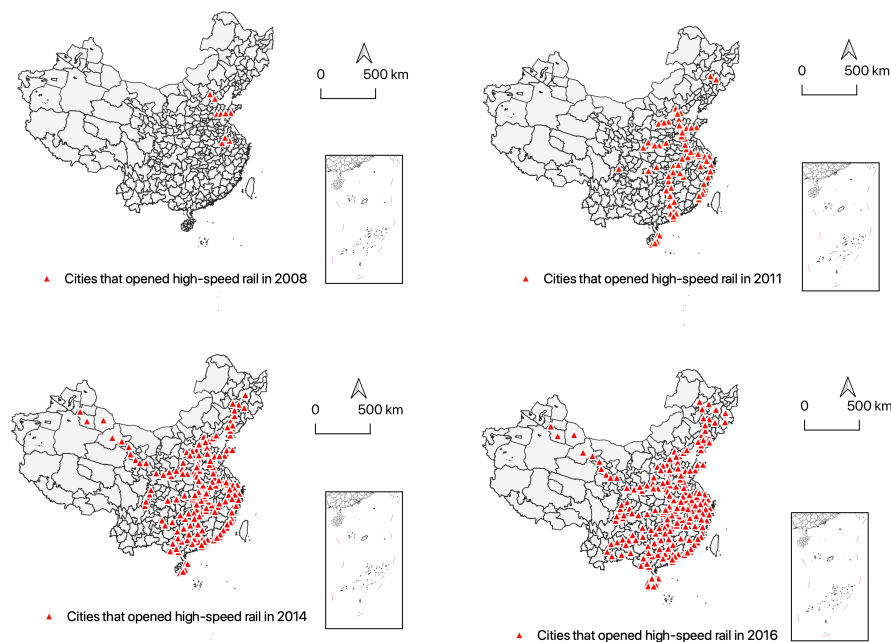 0 500 km
Cities that opened high-speed rail in 2008
0 500 km
Cities that opened high-speed rail in 2011
0 500 km
Cities that opened high-speed rail in 2014
0 500 km
Cities that opened high-speed rail in 2016